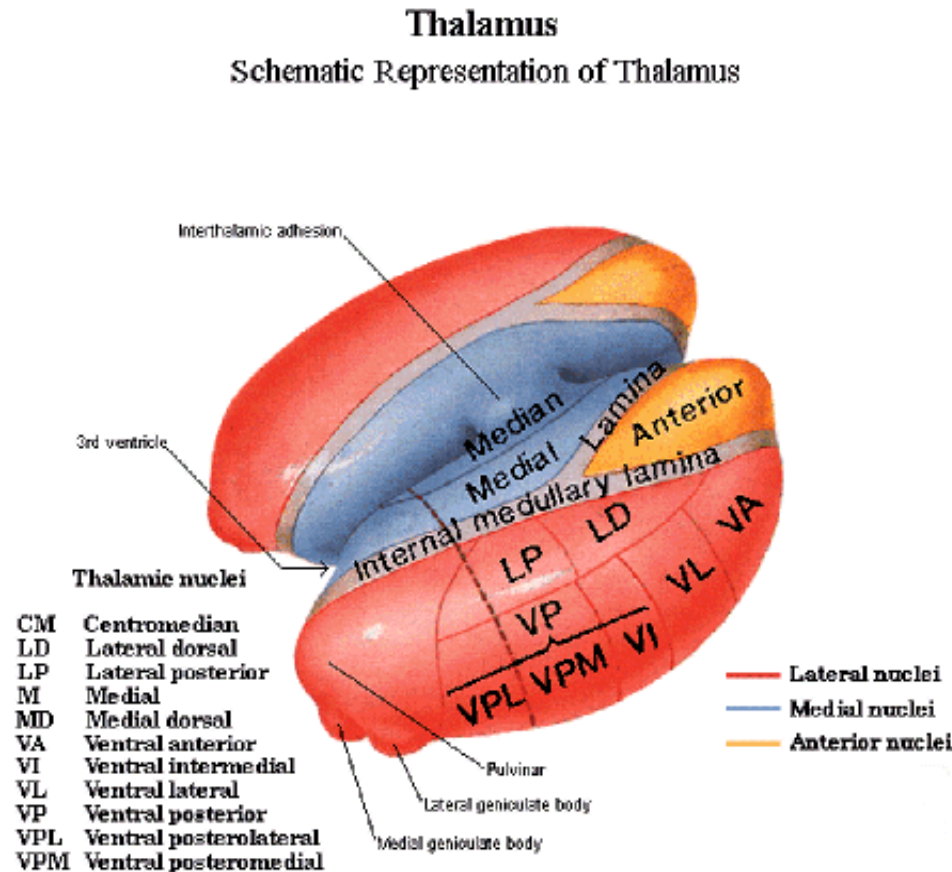 Thalamus
Schematic Representation of Thalamus
Interthalamic adhesion
3rd ventricle
Median
Medial
Lamina
Anterior
Internal medullary lamina
LP
LD
VA
VL
VP
VPL
VPM
VI
Thalamic nuclei
CM Centromedian
LD Lateral dorsal
LP Lateral posterior
M Medial
MD Medial dorsal
VA Ventral anterior
VI Ventral intermedial
VL Ventral lateral
VP Ventral posterior
VPL Ventral posterolateral
VPM Ventral posteromedial
Lateral nuclei
Medial nuclei
Anterior nuclei
Pulvinar
Lateral geniculate body
Medial geniculate body